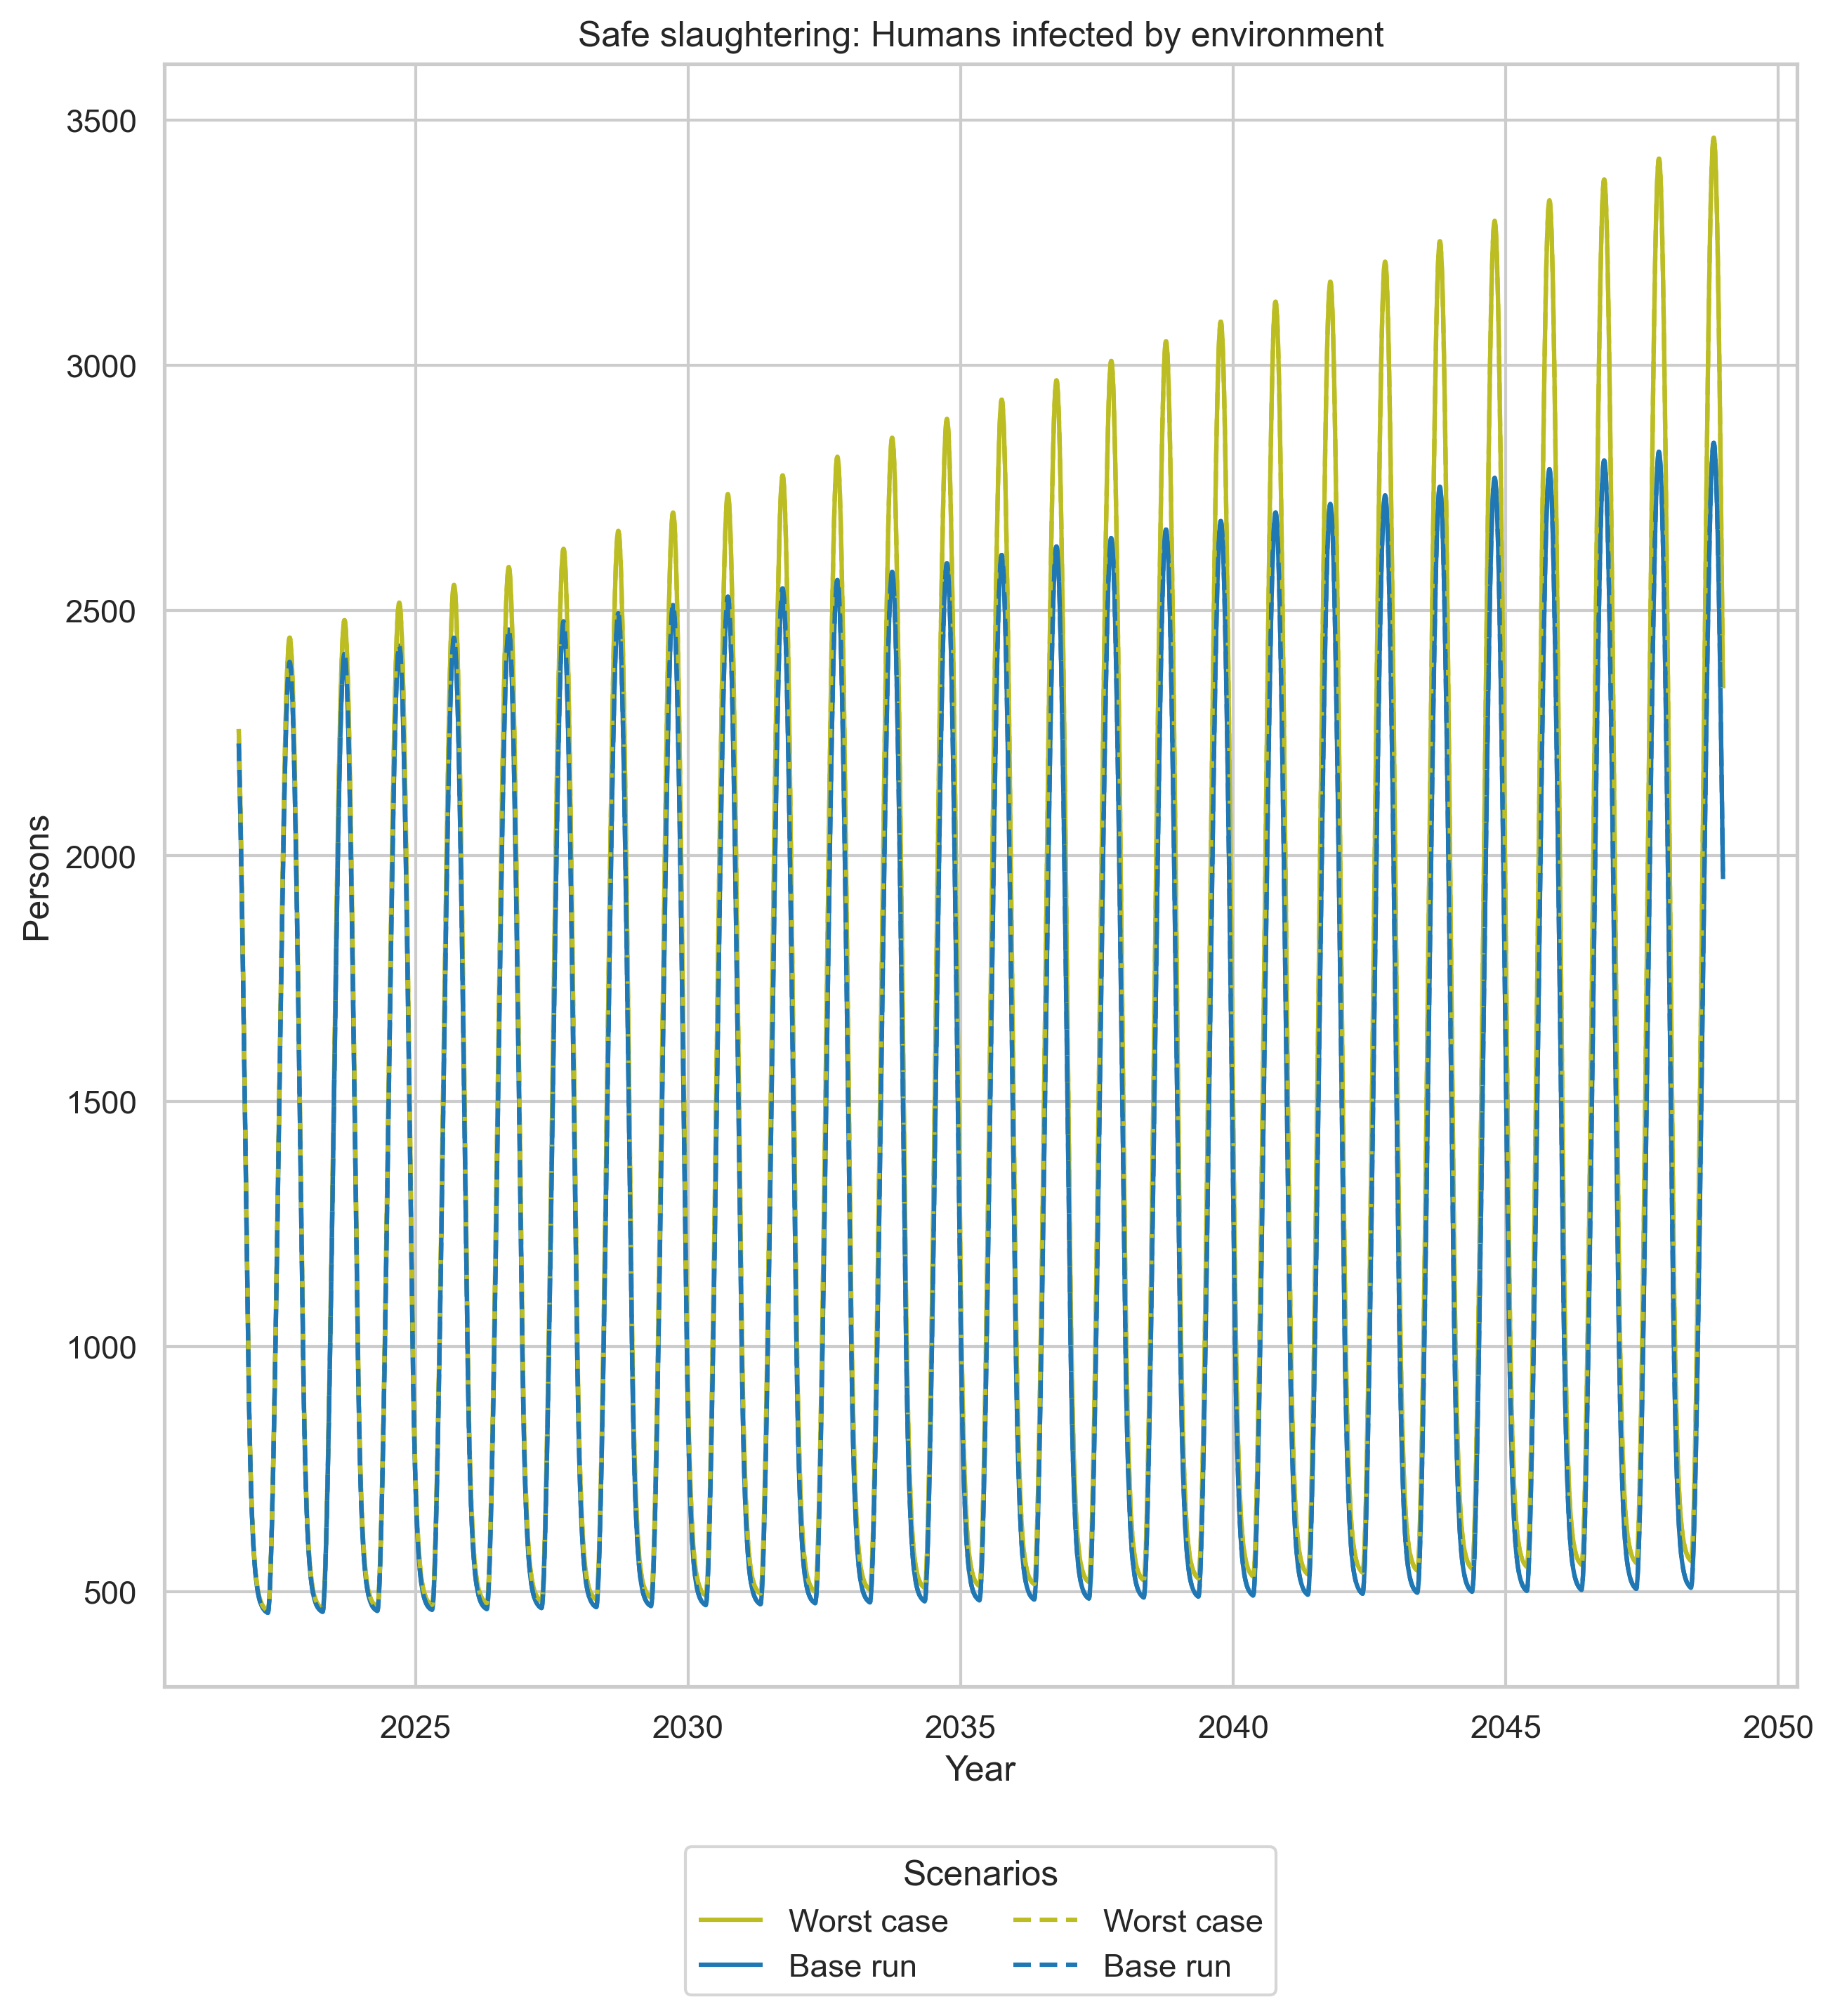 Safe slaughtering: Humans infected by environment
3500
3000
2500
2000
1500
1000
500
Persons
2025 2030 2035 2040 2045 2050
Year
Scenarios
Worst case Worst case
Base run Base run